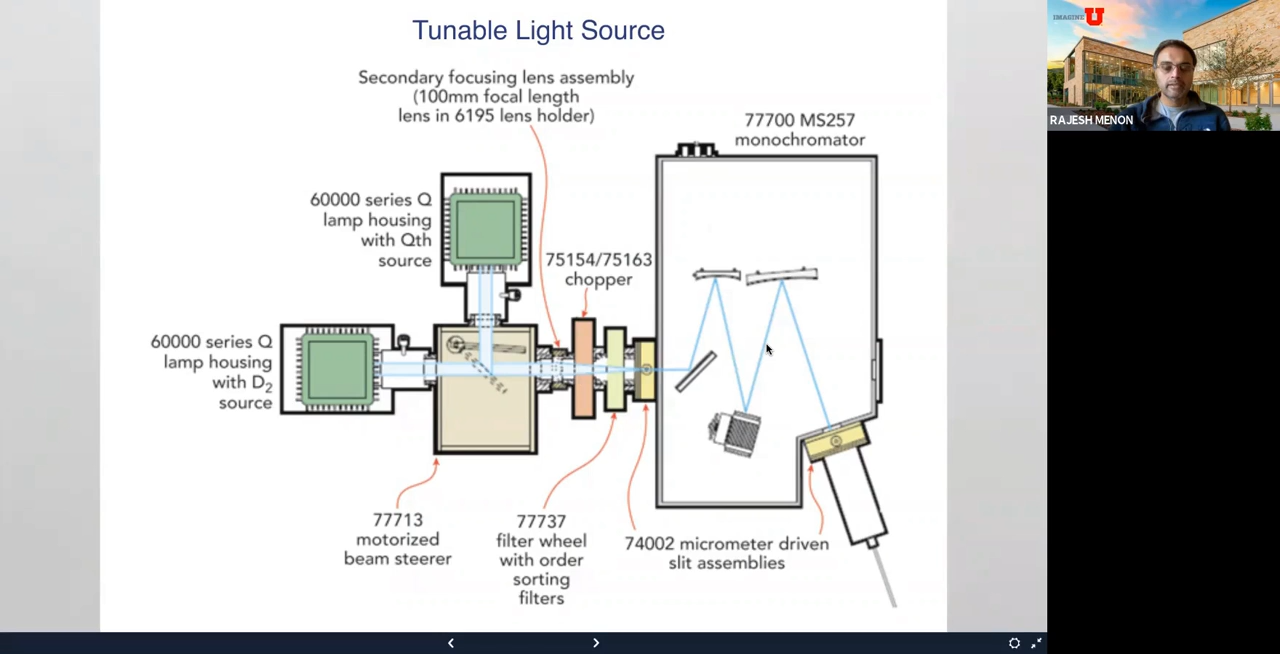 Tunable Light Source
Secondary focusing lens assembly
(100mm focal length
lens in 6195 lens holder)
77700 MS257
monochromator
60000 series Q
lamp housing
with Qth
source
75154/75163
chopper
60000 series Q
lamp housing
with D2
source
77713
motorized
beam steerer
77737
filter wheel
with order
sorting
filters
74002 micrometer driven
slit assemblies
IMAGINE U
RAJESH MENON